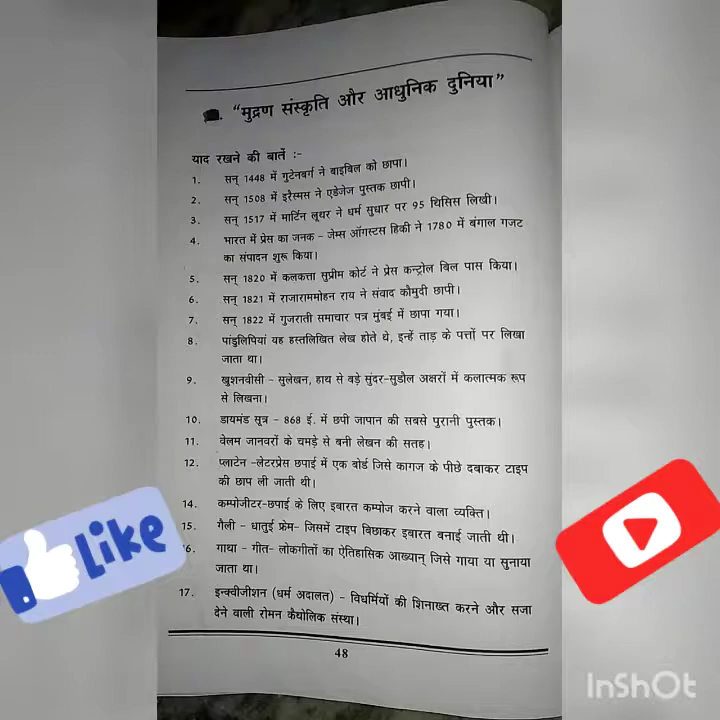 "मुद्रण संस्कृति और आधुनिक दुनिया"
याद रखने की बातें :-
1. सन् 1448 में गुटेनबर्ग ने बाइबिल को छापा।
2. सन् 1508 में इरैस्मस ने एडेजेज पुस्तक छापी।
3. सन् 1517 में मार्टिन लूथर ने धर्म सुधार पर 95 थिसिस लिखी।
4. भारत में प्रेस का जनक – जेम्स ऑगस्टस हिकी ने 1780 में बंगाल गजट
का संपादन शुरू किया।
5. सन् 1820 में कलकत्ता सुप्रीम कोर्ट ने प्रेस कन्ट्रोल बिल पास किया।
6. सन् 1821 में राजाराममोहन राय ने संवाद कौमुदी छापी।
7. सन् 1822 में गुजराती समाचार पत्र मुंबई में छापा गया।
8. पांडुलिपियां यह हस्तलिखित लेख होते थे, इन्हें ताड़ के पत्तों पर लिखा
जाता था।
9. खुशनवीसी – सुलेखन, हाथ से बड़े सुंदर-सुडौल अक्षरों में कलात्मक रूप
से लिखना।
10. डायमंड सूत्र – 868 ई. में छपी जापान की सबसे पुरानी पुस्तक।
11. वेलम जानवरों के चमड़े से बनी लेखन की सतह।
12. प्लाटेन -लेटरप्रेस छपाई में एक बोर्ड जिसे कागज के पीछे दबाकर टाइप
की छाप ली जाती थी।
14. कम्पोजीटर-छपाई के लिए इबारत कम्पोज करने वाला व्यक्ति।
15. गैली – धातुई फ्रेम- जिसमें टाइप बिछाकर इबारत बनाई जाती थी।
6. गाथा – गीत- लोकगीतों का ऐतिहासिक आख्यान् जिसे गाया या सुनाया
जाता था।
17. इन्क्वीजीशन (धर्म अदालत) – विधर्मियों की शिनाख्त करने और सजा
देने वाली रोमन कैथोलिक संस्था।
48
Like
InShOt